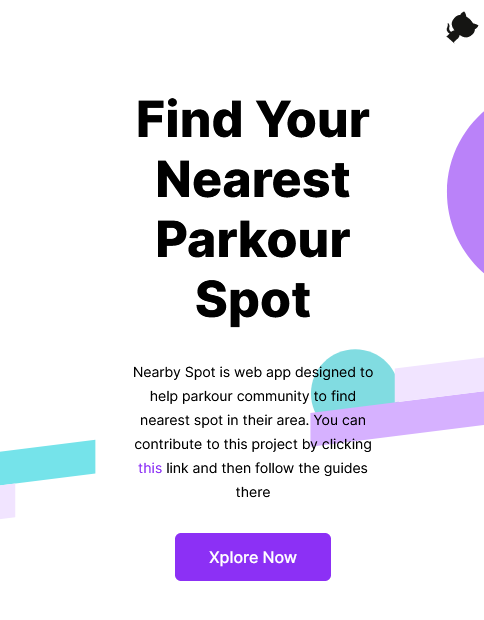 Find Your
Nearest
Parkour
Spot
Nearby Spot is web app designed to
help parkour community to find
nearest spot in their area. You can
contribute to this project by clicking
this link and then follow the guides
there
Xplore Now